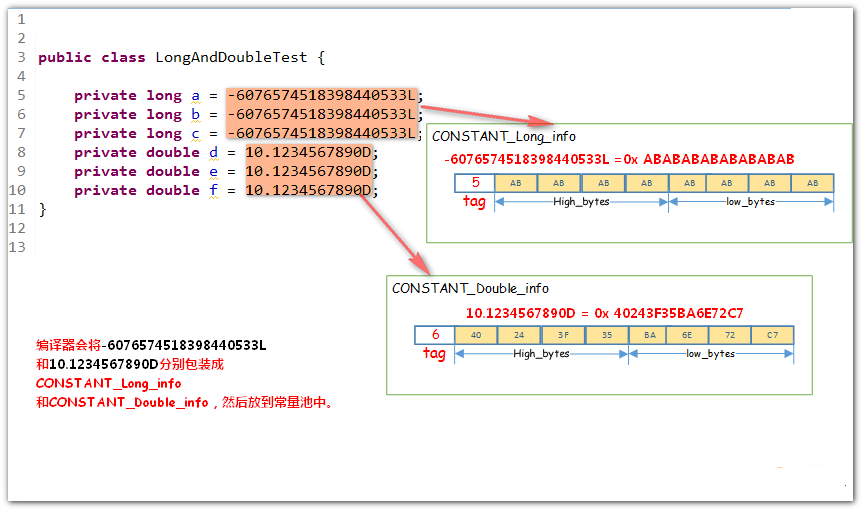 1
2
3 public class LongAndDoubleTest {
4
5 private long a = -6076574518398440533L;
6 private long b = -6076574518398440533L;
7 private long c = -6076574518398440533L;
8 private double d = 10.1234567890D;
9 private double e = 10.1234567890D;
10 private double f = 10.1234567890D;
11 }
12
13
CONSTANT_Long_info
-6076574518398440533L =0x ABABABABABABABAB
5 AB AB AB AB AB AB AB AB
tag High_bytes low_bytes
CONSTANT_Double_info
10.1234567890D = 0x 40243F35BA6E72C7
6 40 24 3F 35 BA 6E 72 C7
tag High_bytes low_bytes
编译器会将-6076574518398440533L
和10.1234567890D分别包装成
CONSTANT_Long_info
和CONSTANT_Double_info，然后放到常量池中。